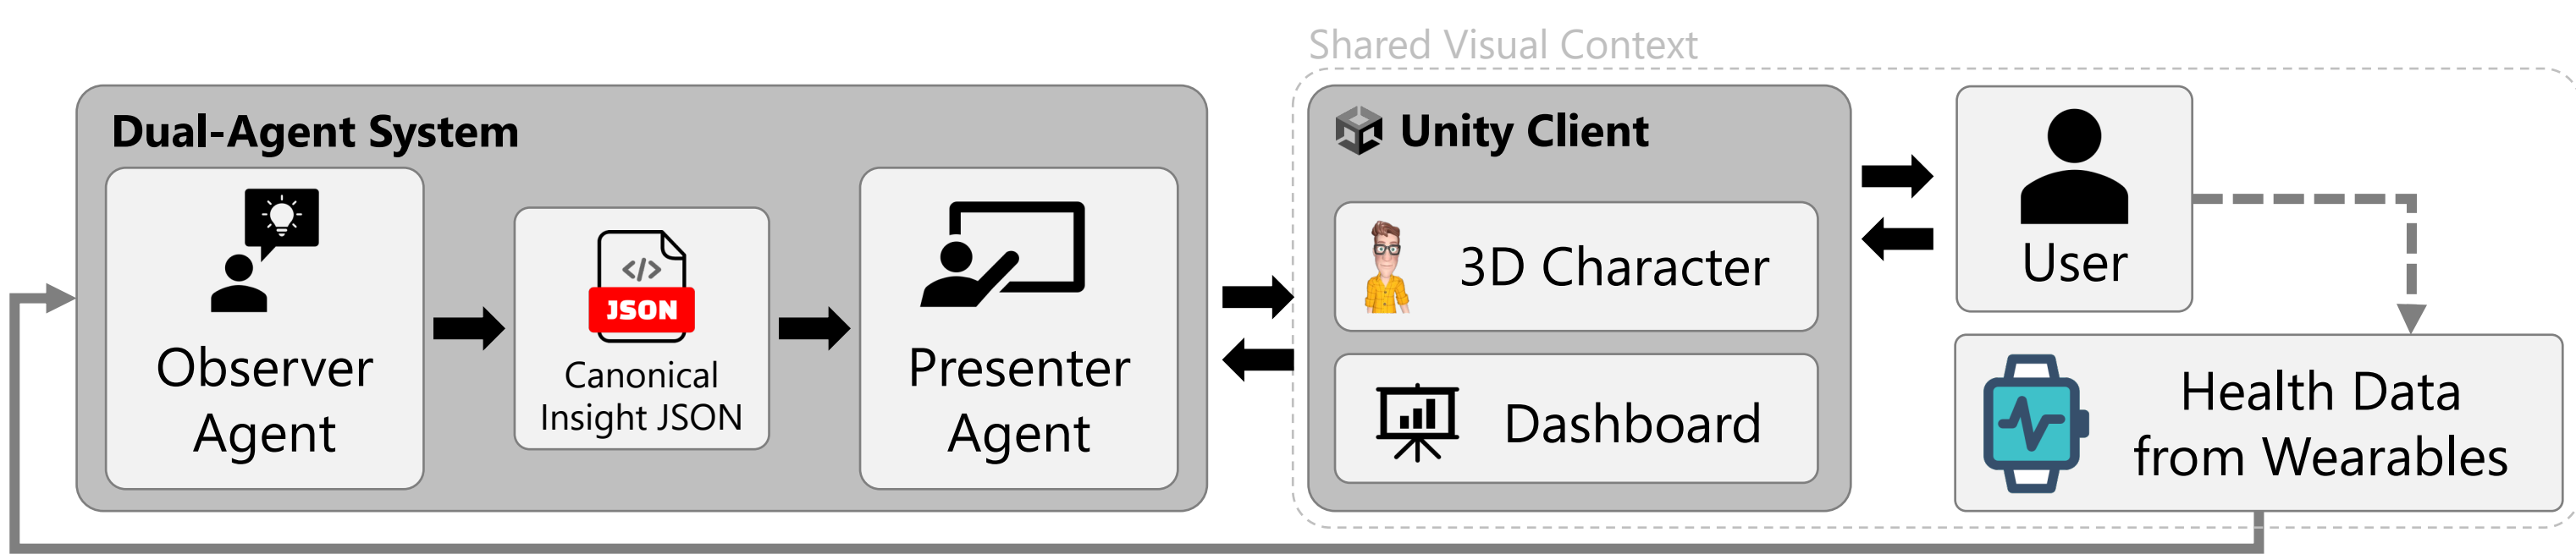 Shared Visual Context
Dual-Agent System
Observer
Agent
</>
JSON
Canonical
Insight JSON
Presenter
Agent
Unity Client
3D Character
Dashboard
User
Health Data
from Wearables